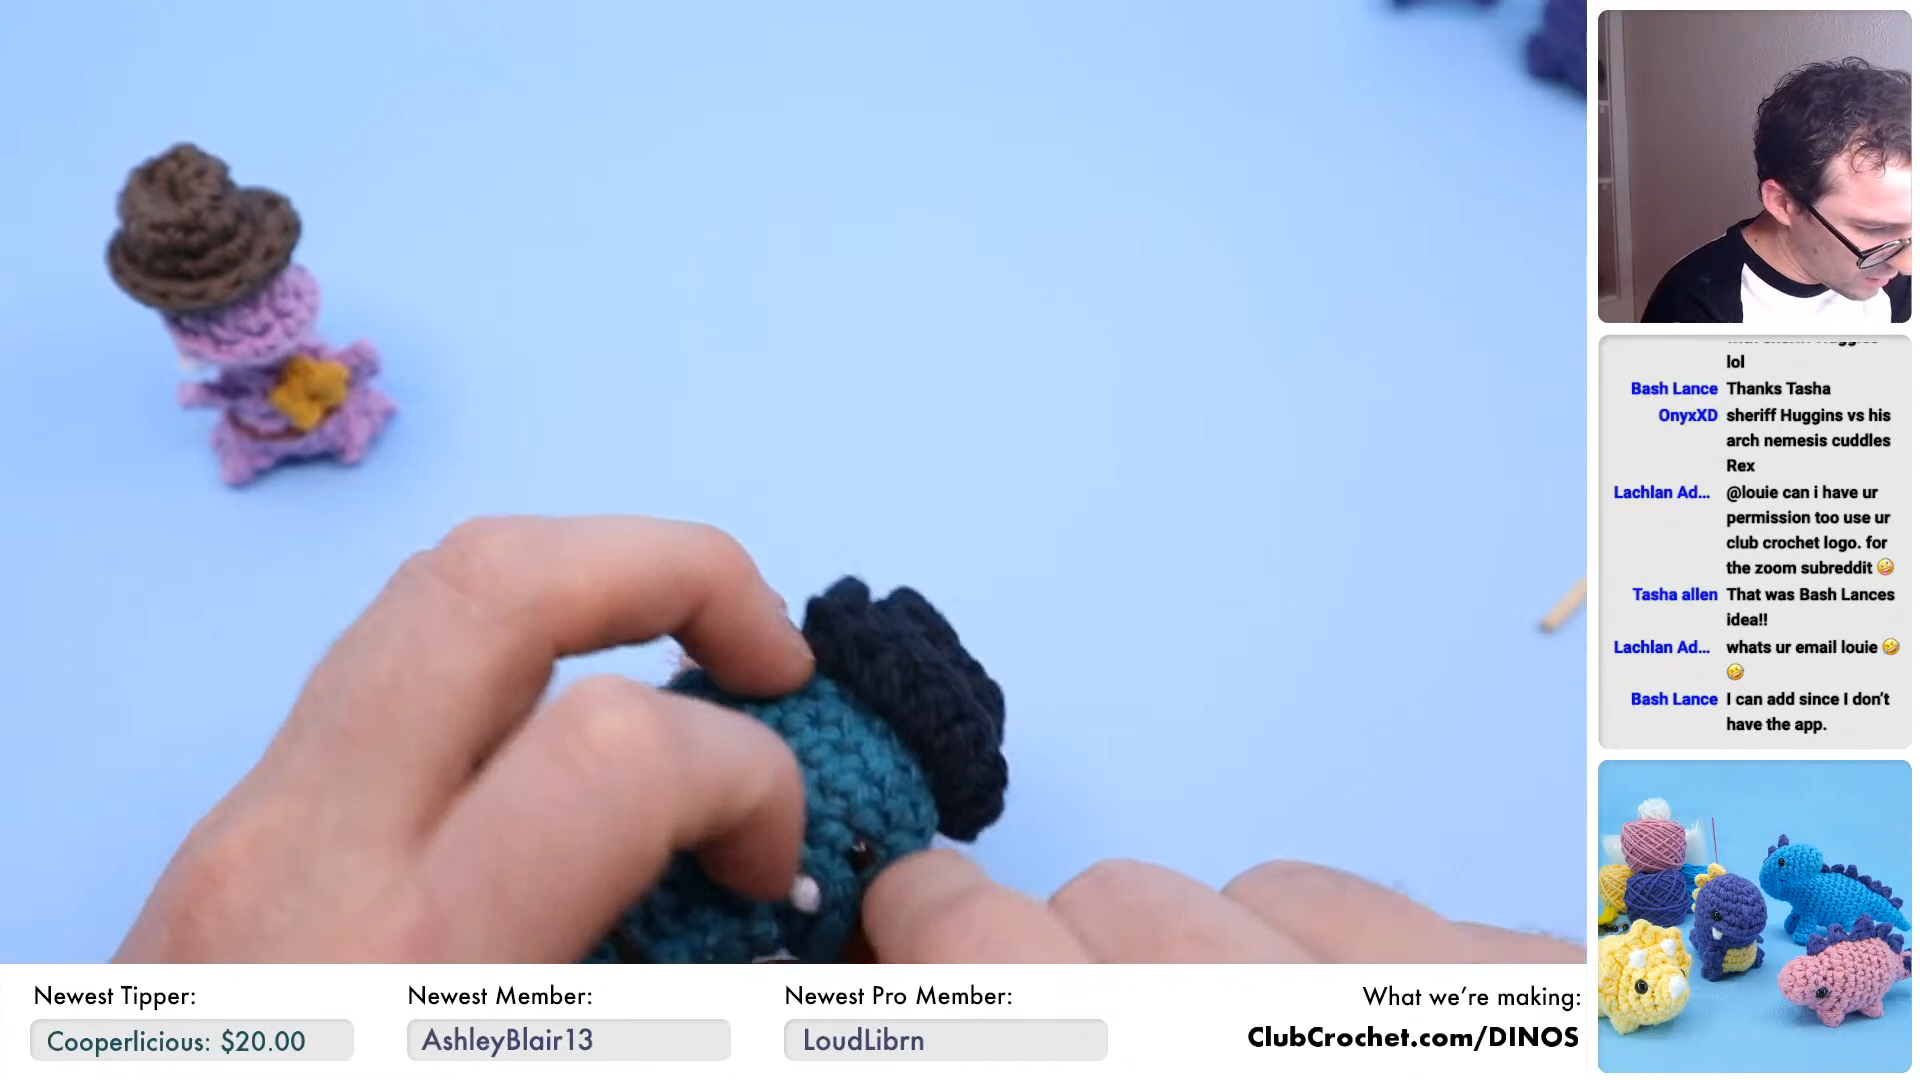 lol
Bash Lance Thanks Tasha
OnyxXD sheriff Huggins vs his
arch nemesis cuddles
Rex
Lachlan Ad... @louie can i have ur
permission too use ur
club crochet logo. for
the zoom subreddit 🤪
Tasha allen That was Bash Lances
idea!!
Lachlan Ad... whats ur email louie 🤣
🤣
Bash Lance I can add since I don't
have the app.
Newest Tipper:
Cooperlicious: $20.00
Newest Member:
AshleyBlair13
Newest Pro Member:
LoudLibrn
What we're making:
ClubCrochet.com/DINOS